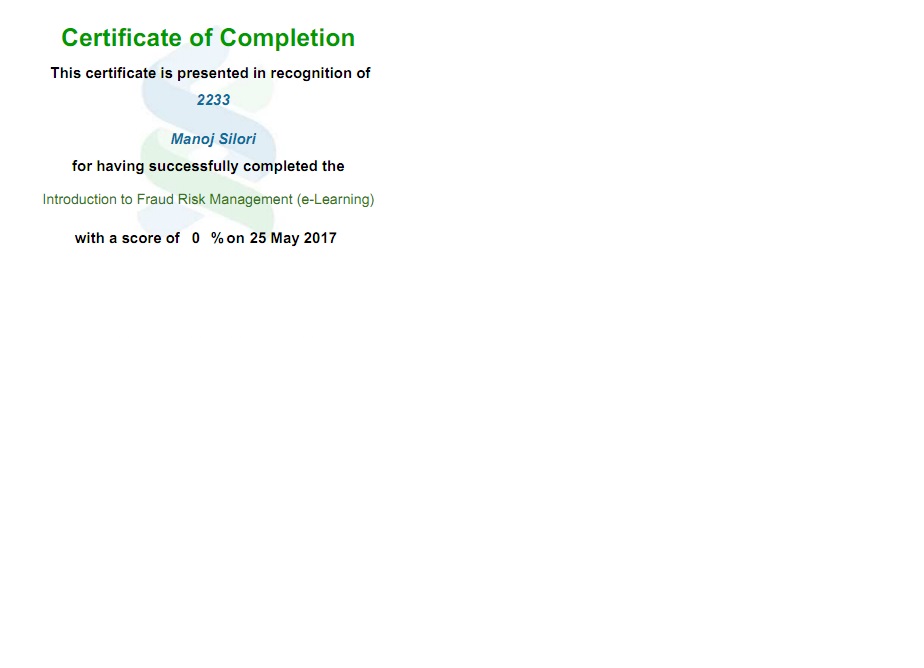 Certificate of Completion
This certificate is presented in recognition of
2233
Manoj Silori
for having successfully completed the
Introduction to Fraud Risk Management (e-Learning)
with a score of 0 % on 25 May 2017